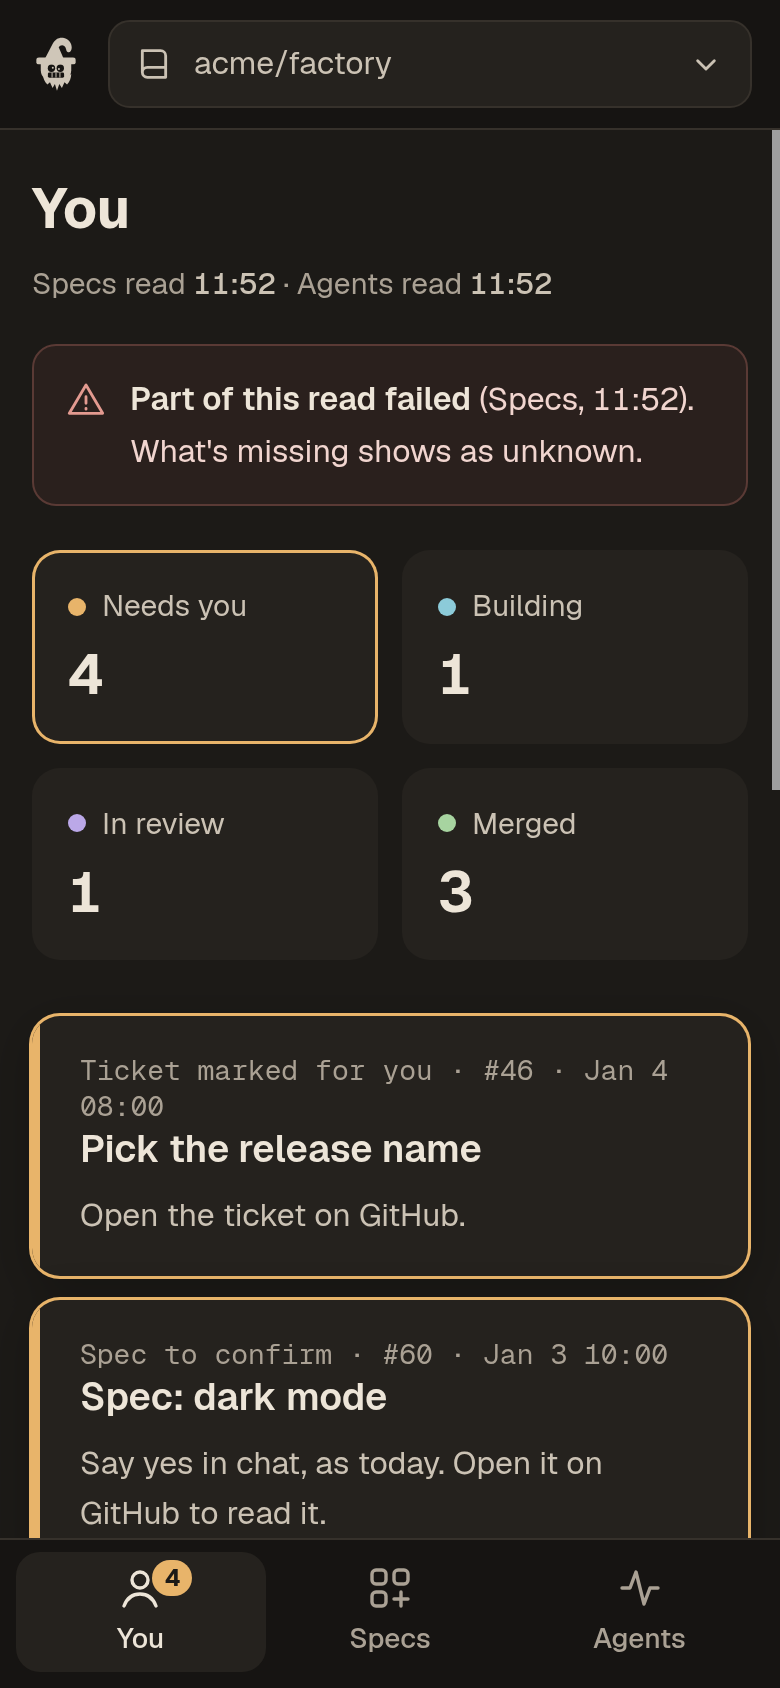 acme/factory
You
Specs read 11:52 · Agents read 11:52
Part of this read failed (Specs, 11:52).
What's missing shows as unknown.
Needs you
4
Building
1
In review
1
Merged
3
Ticket marked for you · #46 · Jan 4
08:00
Pick the release name
Open the ticket on GitHub.
Spec to confirm · #60 · Jan 3 10:00
Spec: dark mode
Say yes in chat, as today. Open it on
GitHub to read it.
4
You
Specs
Agents